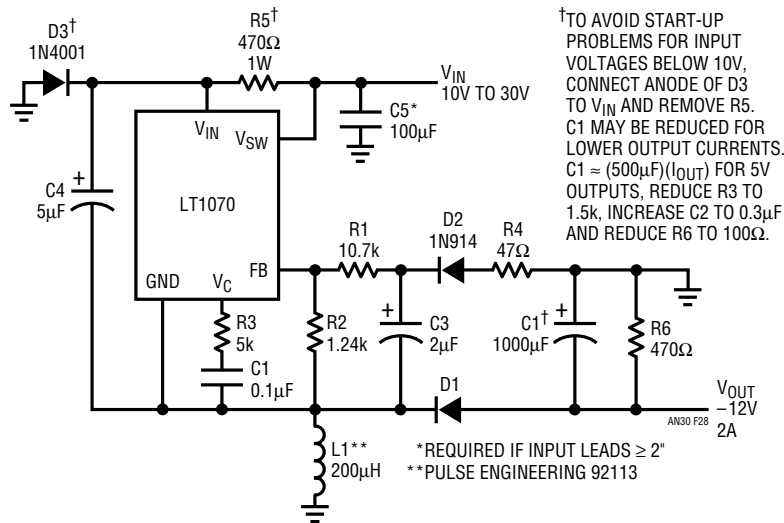 D3†
1N4001
R5†
470Ω
1W
VIN
10V TO 30V
C5*
100µF
†TO AVOID START-UP
PROBLEMS FOR INPUT
VOLTAGES BELOW 10V,
CONNECT ANODE OF D3
TO VIN AND REMOVE R5.
C1 MAY BE REDUCED FOR
LOWER OUTPUT CURRENTS.
C1 ≈ (500µF)(IOUT) FOR 5V
OUTPUTS, REDUCE R3 TO
1.5k, INCREASE C2 TO 0.3µF
AND REDUCE R6 TO 100Ω.
VIN
VSW
LT1070
GND
VC
FB
+
C4
5µF
R1
10.7k
D2
1N914
R4
47Ω
R3
5k
C1
0.1µF
R2
1.24k
+
C3
2µF
+
C1†
1000µF
R6
470Ω
D1
VOUT
–12V
2A
AN30 F28
L1**
200µH
*REQUIRED IF INPUT LEADS ≥ 2"
**PULSE ENGINEERING 92113